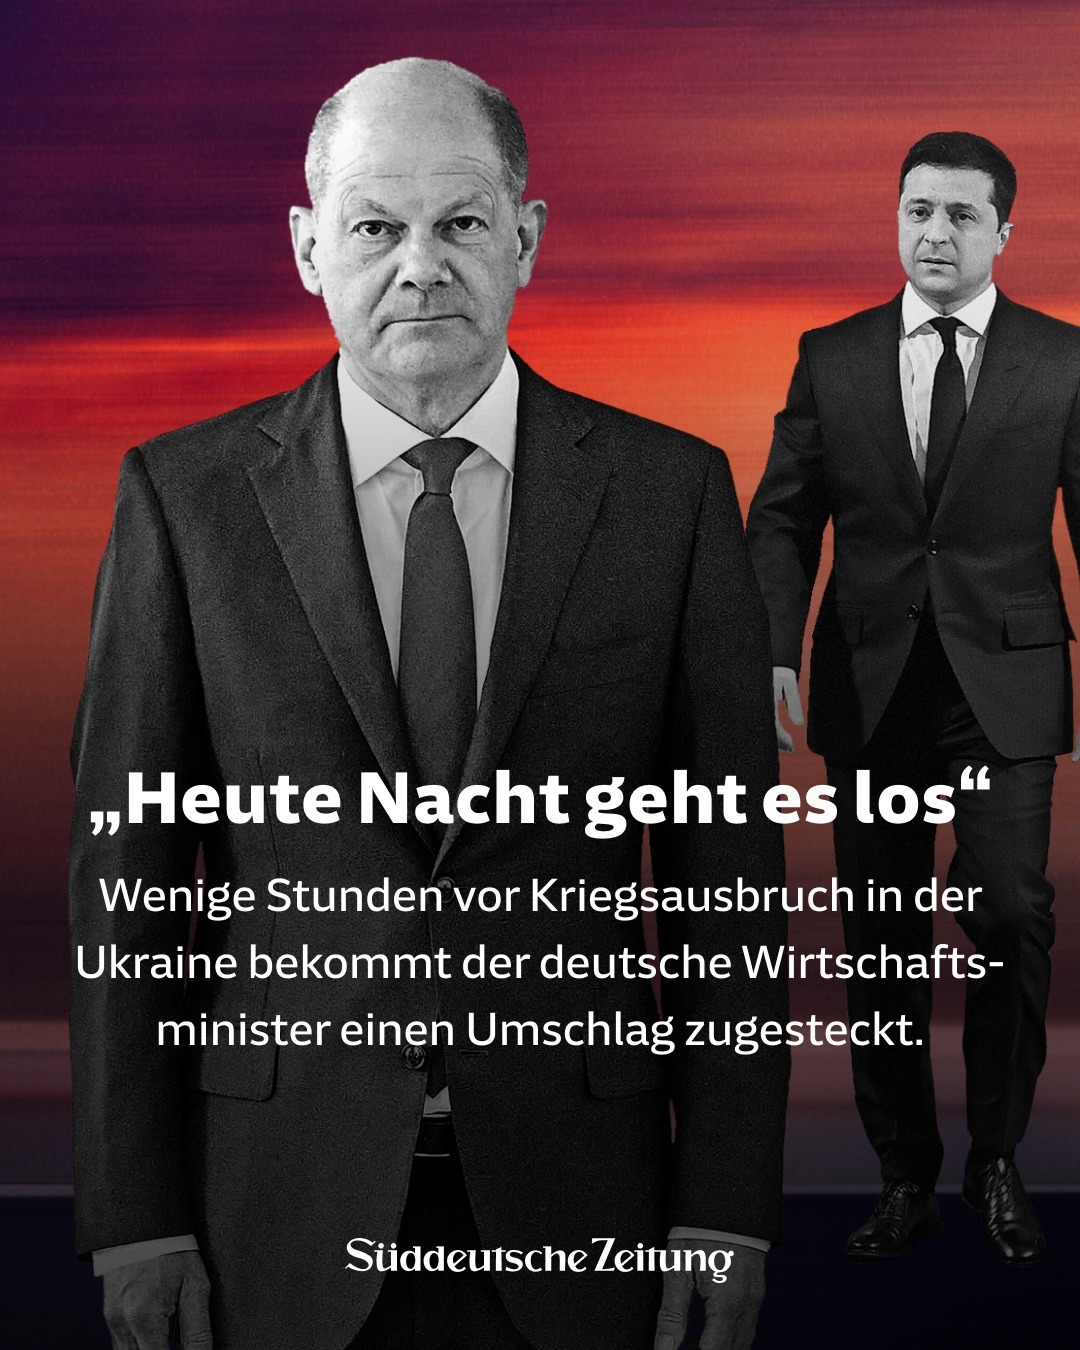 „Heute Nacht geht es los“
Wenige Stunden vor Kriegsausbruch in der
Ukraine bekommt der deutsche Wirtschafts-
minister einen Umschlag zugesteckt.
Süddeutsche Zeitung